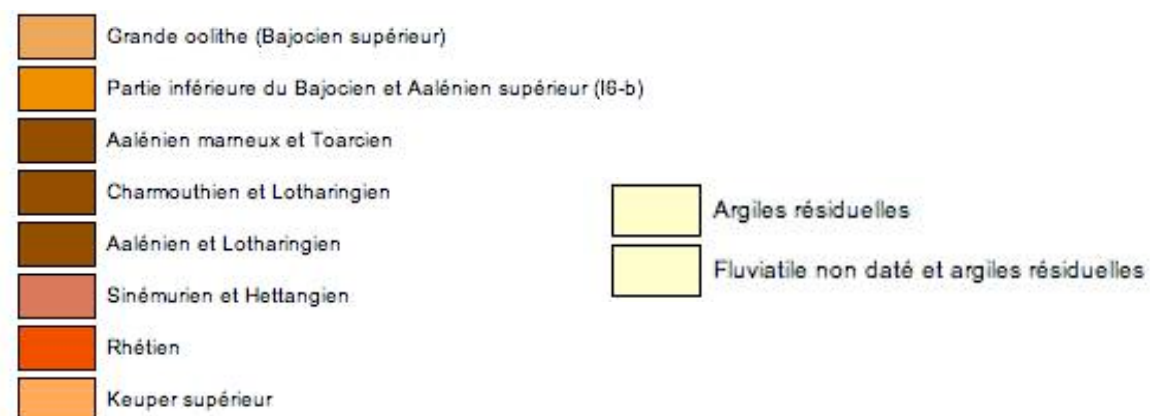 Grande oolithe (Bajocien supérieur)
Partie inférieure du Bajocien et Aalénien supérieur (I6-b)
Aalénien marneux et Toarcien
Charmouthien et Lotharingien
Aalénien et Lotharingien
Sinémurien et Hettangien
Rhétien
Keuper supérieur
Argiles résiduelles
Fluviatile non daté et argiles résiduelles